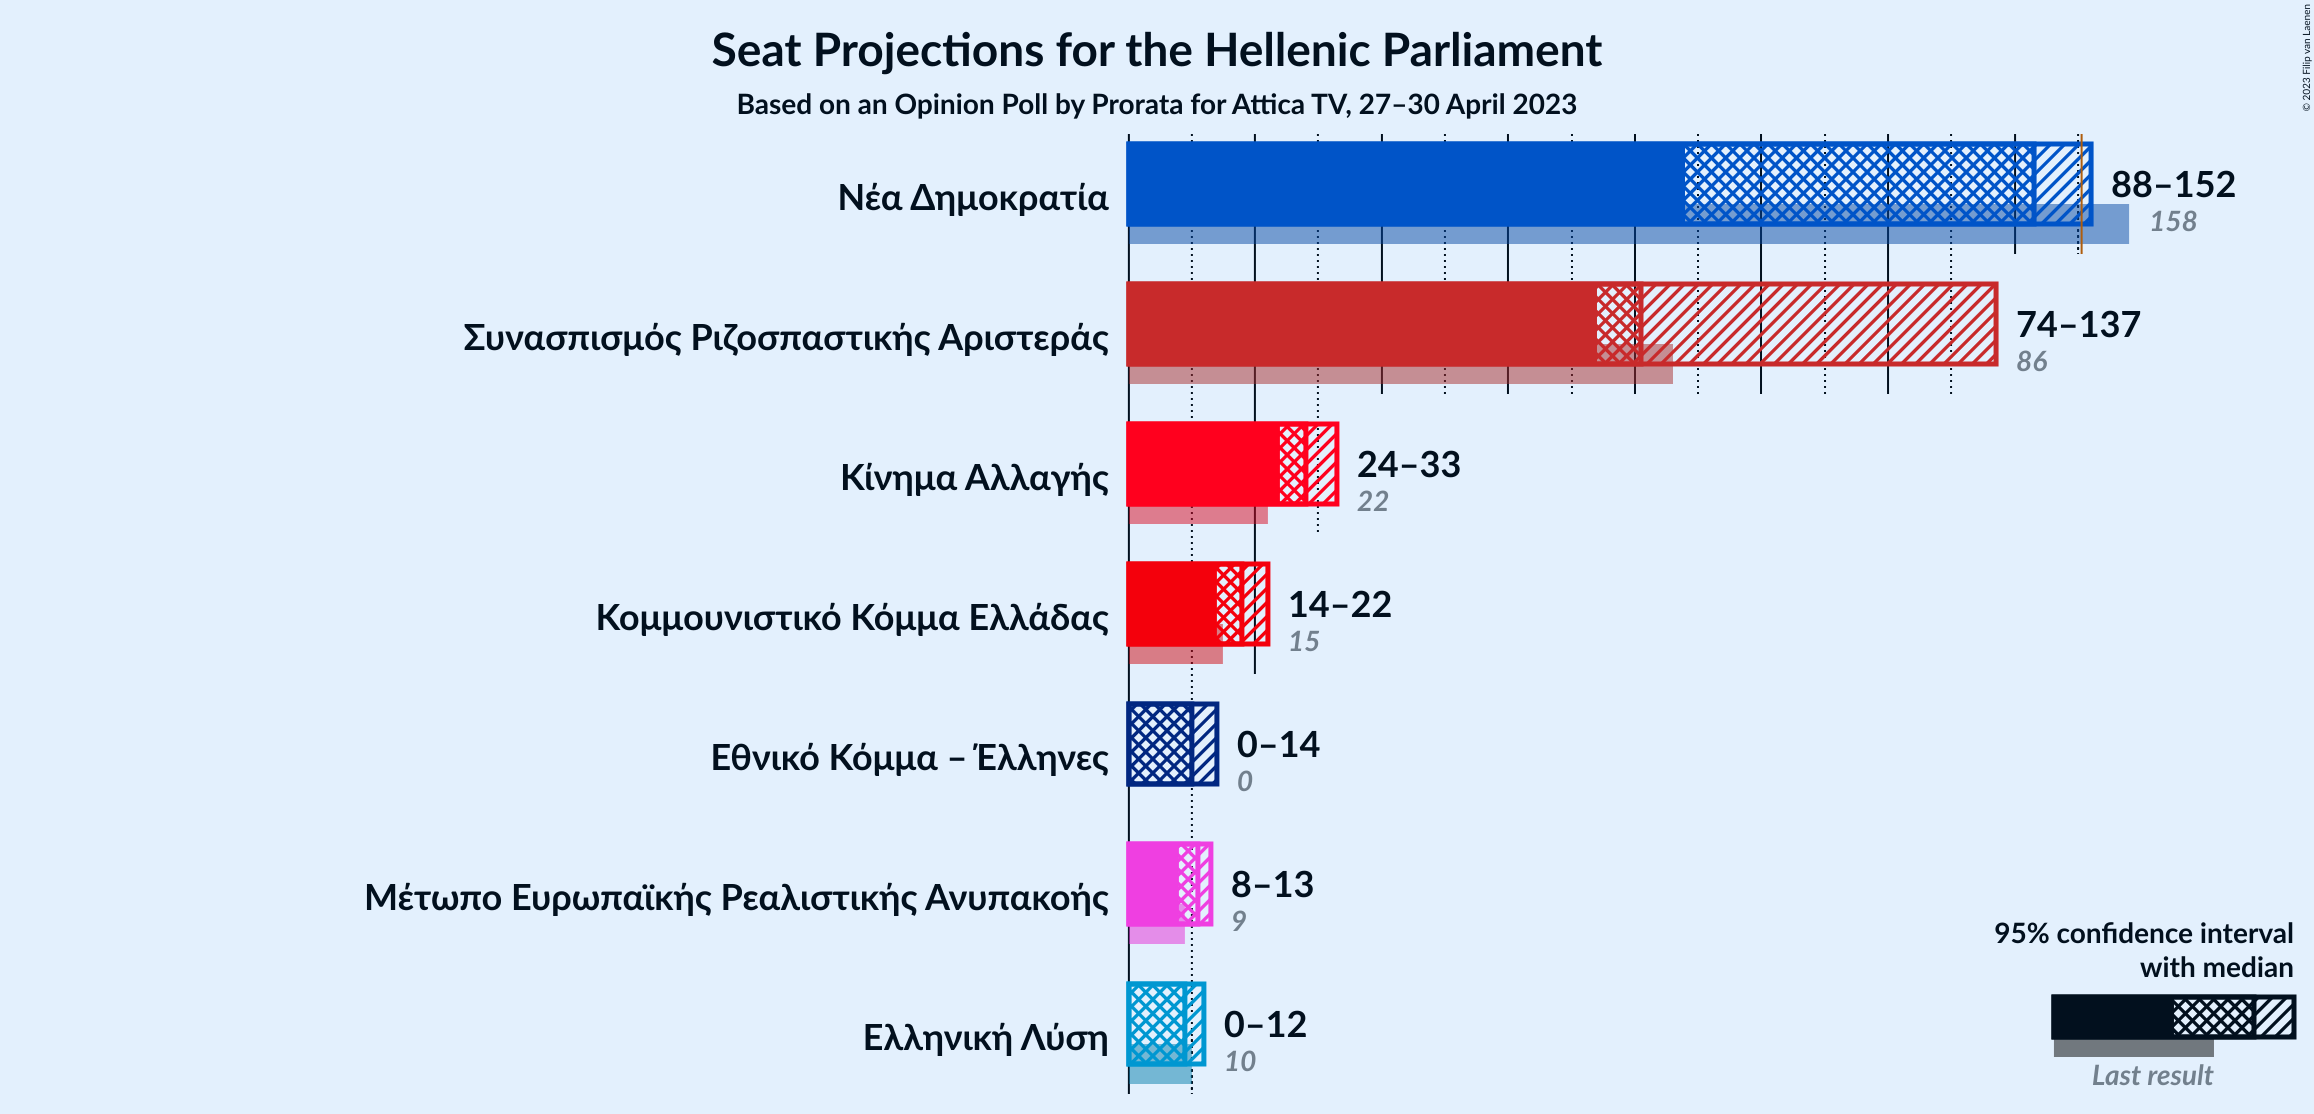 Seat Projections for the Hellenic Parliament
Based on an Opinion Poll by Prorata for Attica TV, 27–30 April 2023
© 2023 Filip van Laenen
Νέα Δημοκρατία
88–152
158
Συνασπισμός Ριζοσπαστικής Αριστεράς
74–137
86
Κίνημα Αλλαγής
24–33
22
Κομμουνιστικό Κόμμα Ελλάδας
14–22
15
Εθνικό Κόμμα – Έλληνες
0–14
0
Μέτωπο Ευρωπαϊκής Ρεαλιστικής Ανυπακοής
8–13
9
Ελληνική Λύση
0–12
10
95% confidence interval
with median
Last result